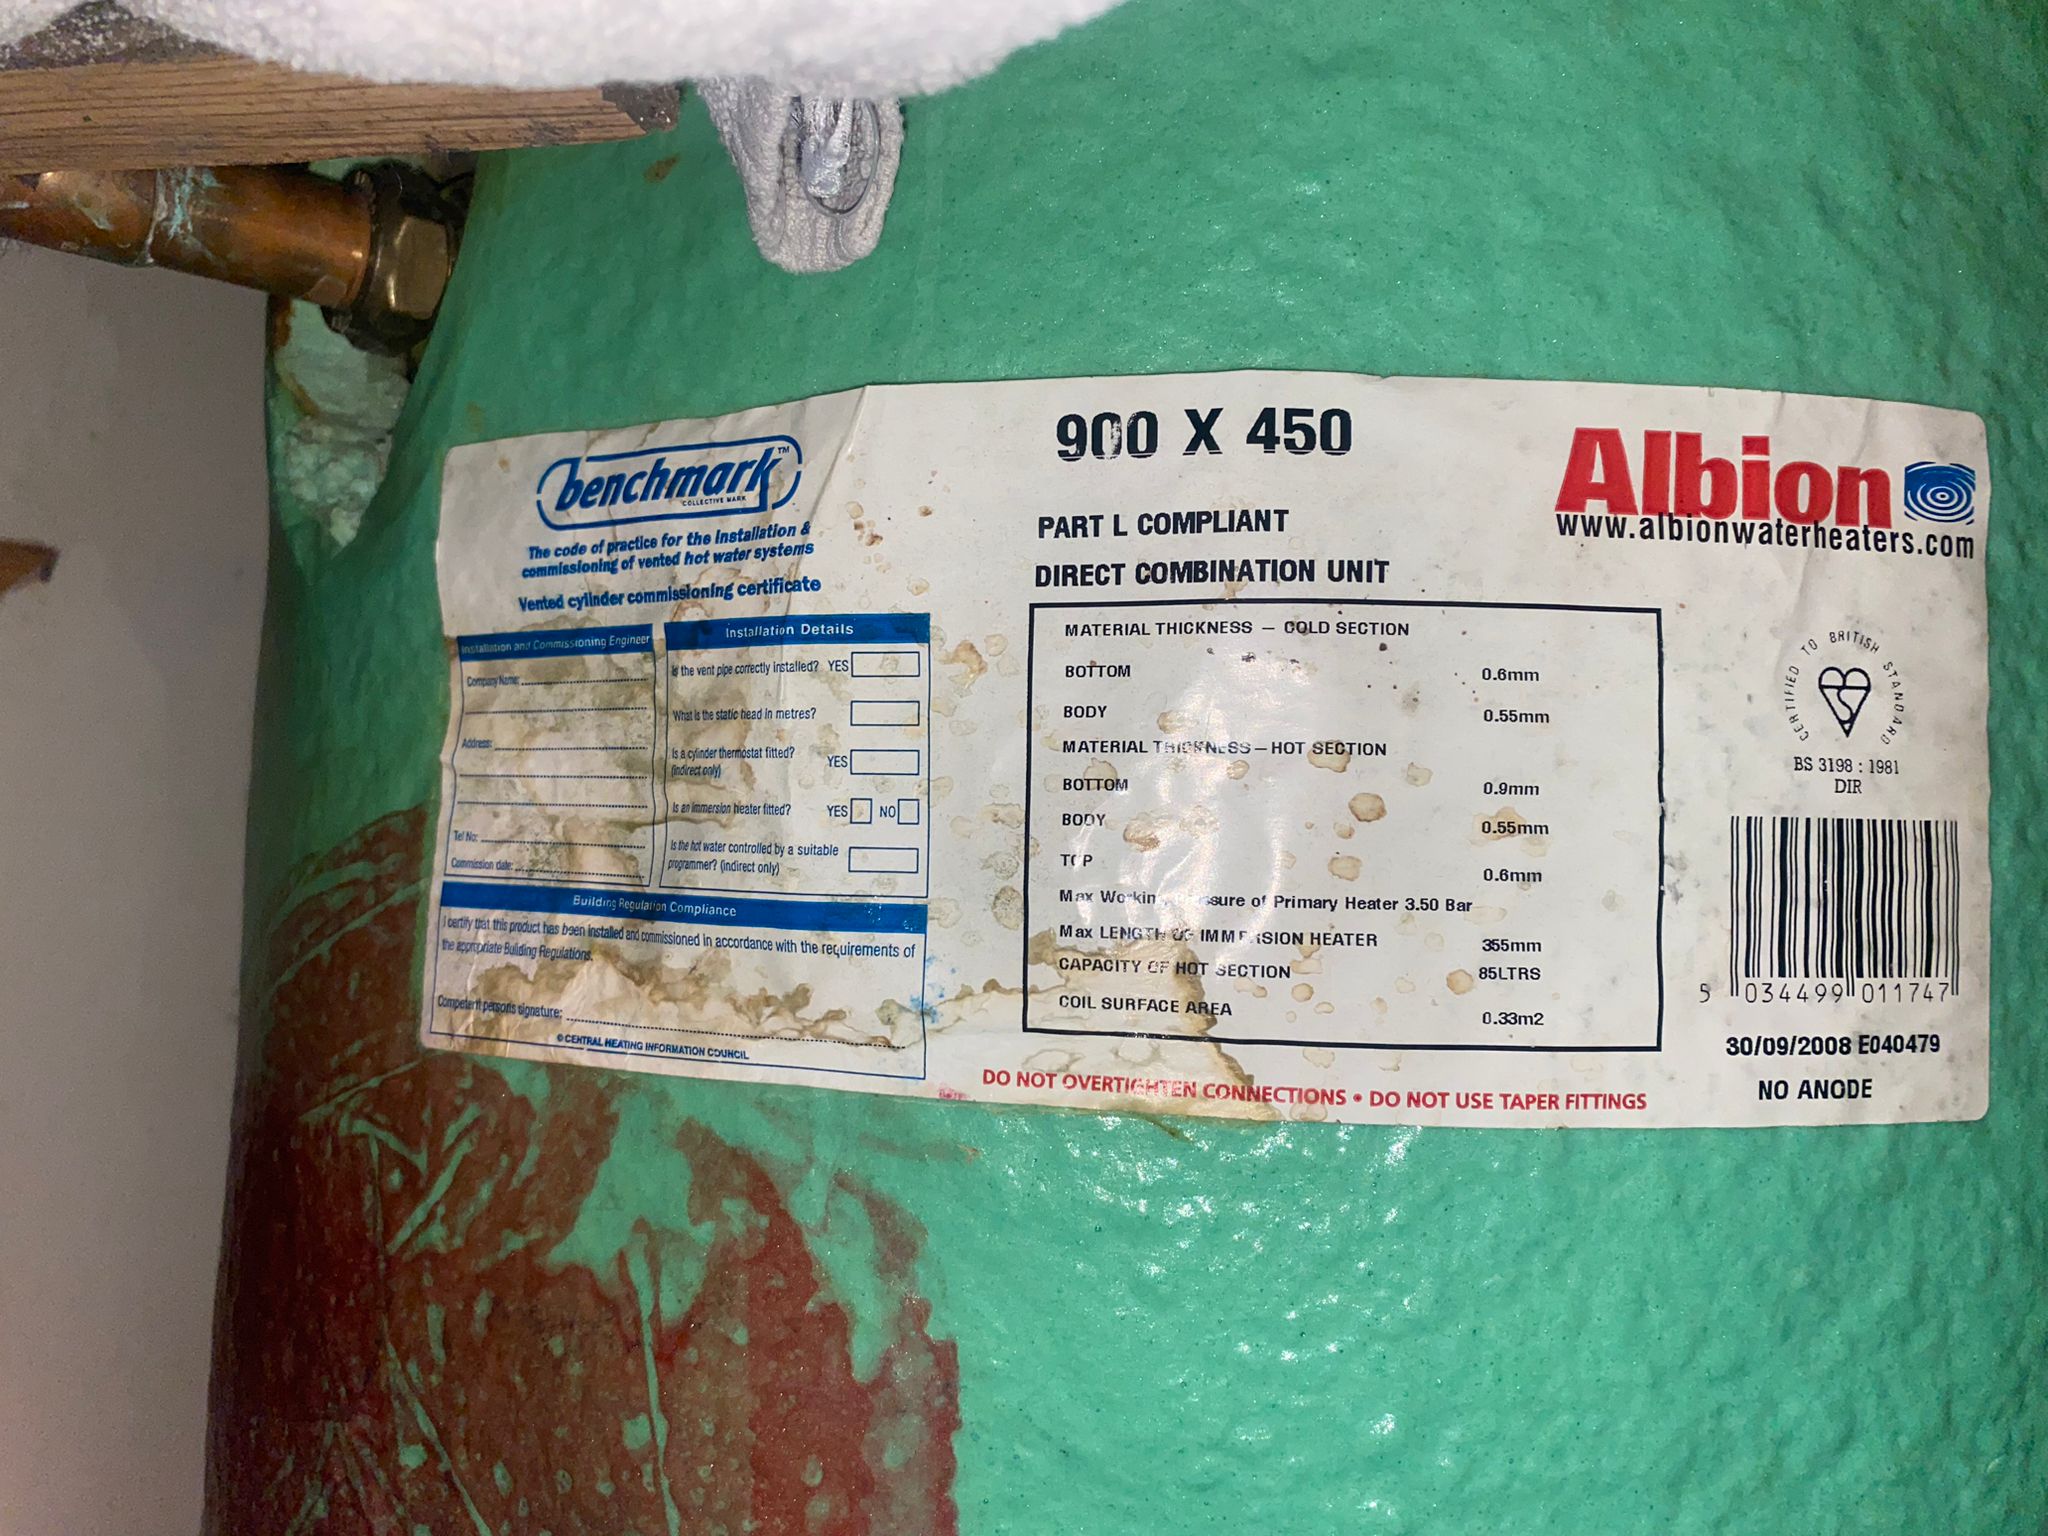 benchmark™
COLLECTIVE MARK
The code of practice for the installation &
commissioning of vented hot water systems
Vented cylinder commissioning certificate
Installation and Commissioning Engineer
Company Name:
Address:
Tel No:
Commission date:
Installation Details
Is the vent pipe correctly installed? YES
What is the static head in metres?
Is a cylinder thermostat fitted? YES
(indirect only)
Is an immersion heater fitted? YES NO
Is the hot water controlled by a suitable
programmer? (indirect only)
Building Regulation Compliance
I certify that this product has been installed and commissioned in accordance with the requirements of
the appropriate Building Regulations.
Competent persons signature:
© CENTRAL HEATING INFORMATION COUNCIL
900 X 450
PART L COMPLIANT
DIRECT COMBINATION UNIT
MATERIAL THICKNESS – COLD SECTION
BOTTOM 0.6mm
BODY 0.55mm
MATERIAL THICKNESS – HOT SECTION
BOTTOM 0.9mm
BODY 0.55mm
TOP 0.6mm
Max Working Pressure of Primary Heater 3.50 Bar
Max LENGTH OF IMMERSION HEATER 355mm
CAPACITY OF HOT SECTION 85LTRS
COIL SURFACE AREA 0.33m2
DO NOT OVERTIGHTEN CONNECTIONS • DO NOT USE TAPER FITTINGS
Albion
www.albionwaterheaters.com
CERTIFIED TO BRITISH STANDARD
BS 3198 : 1981
DIR
5 034499 011747
30/09/2008 E040479
NO ANODE